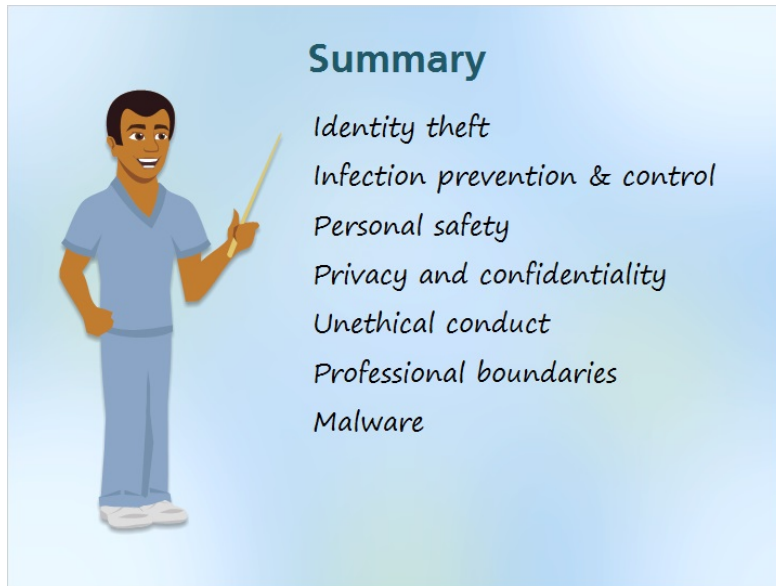 Summary
Identity theft
Infection prevention & control
Personal safety
Privacy and confidentiality
Unethical conduct
Professional boundaries
Malware